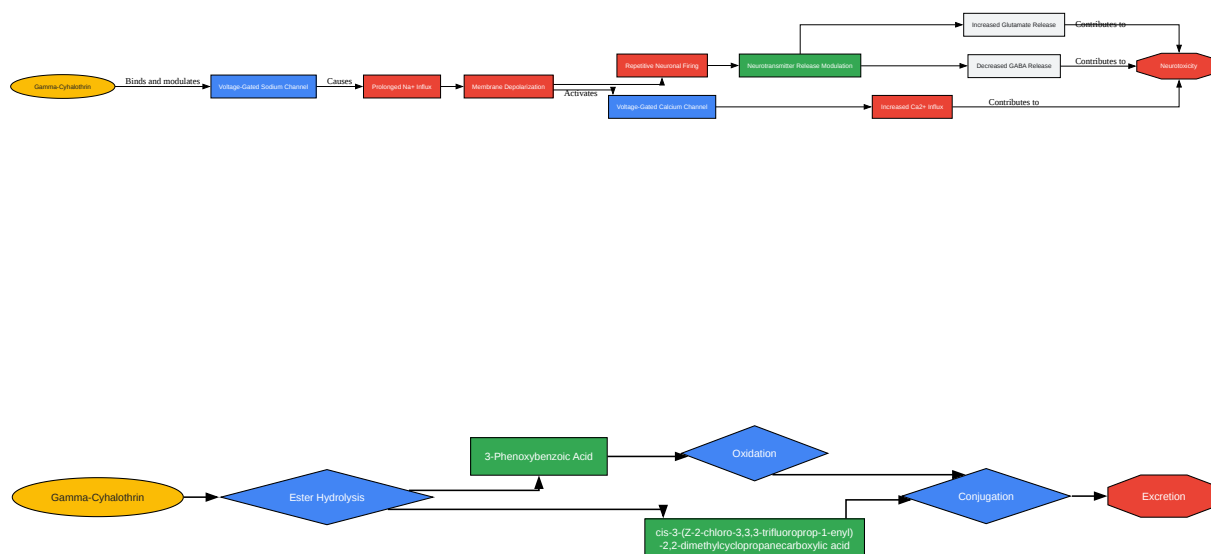 Increased Glutamate Release
Contributes to
Gamma-Cyhalothrin
Binds and modulates
Voltage-Gated Sodium Channel
Causes
Prolonged Na+ Influx
Membrane Depolarization
Repetitive Neuronal Firing
Neurotransmitter Release Modulation
Decreased GABA Release
Contributes to
Neurotoxicity
Activates
Voltage-Gated Calcium Channel
Increased Ca2+ Influx
Contributes to
3-Phenoxybenzoic Acid
Oxidation
Gamma-Cyhalothrin
Ester Hydrolysis
Conjugation
Excretion
cis-3-(Z-2-chloro-3,3,3-trifluoroprop-1-enyl)
-2,2-dimethylcyclopropanecarboxylic acid